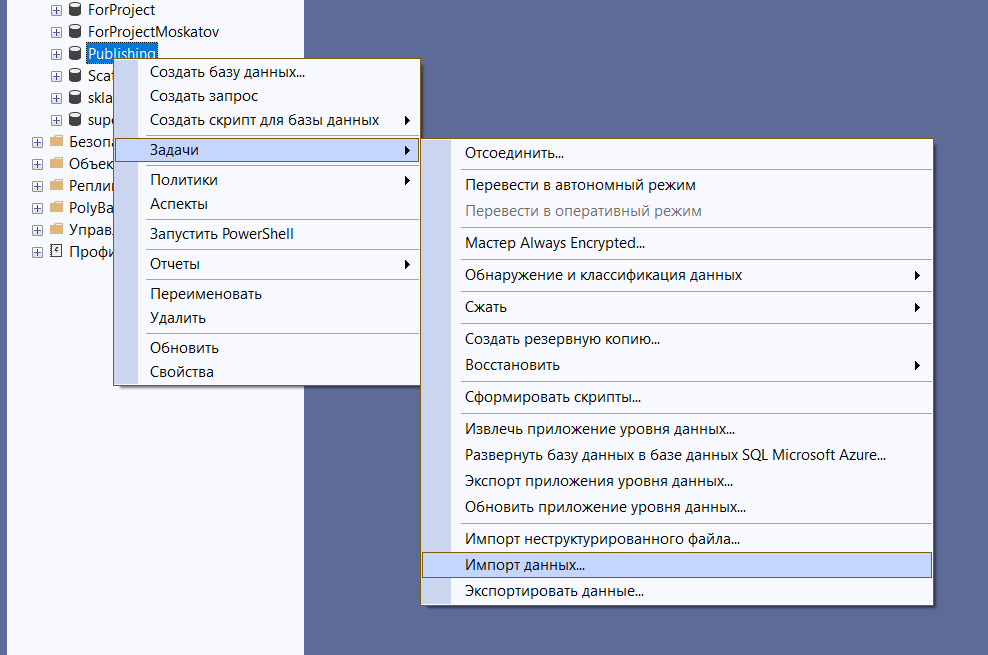 ForProject
ForProjectMoskatov
Publishing
Scat
skla
supe
Безопа
Объек
Репли
PolyBa
Управл
Профи
Создать базу данных...
Создать запрос
Создать скрипт для базы данных
Задачи
Политики
Аспекты
Запустить PowerShell
Отчеты
Переименовать
Удалить
Обновить
Свойства
Отсоединить...
Перевести в автономный режим
Перевести в оперативный режим
Мастер Always Encrypted...
Обнаружение и классификация данных
Сжать
Создать резервную копию...
Восстановить
Сформировать скрипты...
Извлечь приложение уровня данных...
Развернуть базу данных в базе данных SQL Microsoft Azure...
Экспорт приложения уровня данных...
Обновить приложение уровня данных...
Импорт неструктурированного файла...
Импорт данных...
Экспортировать данные...